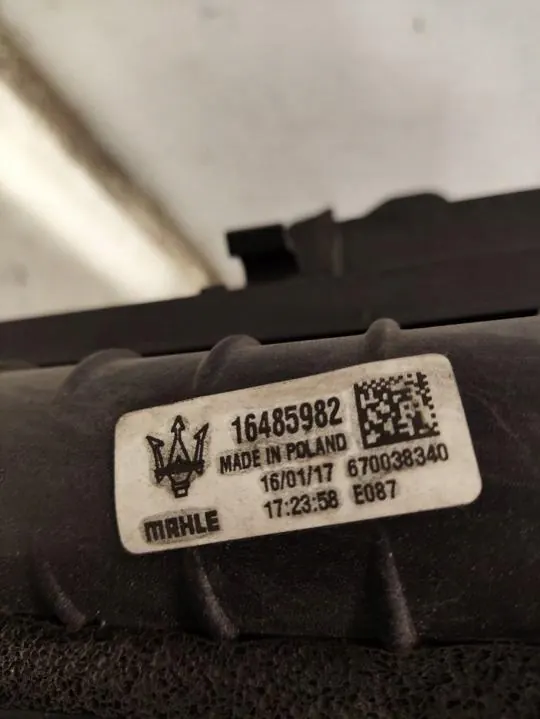 16485982
MADE IN POLAND
16/01/17 670038340
17:23:58 E087
MAHLE